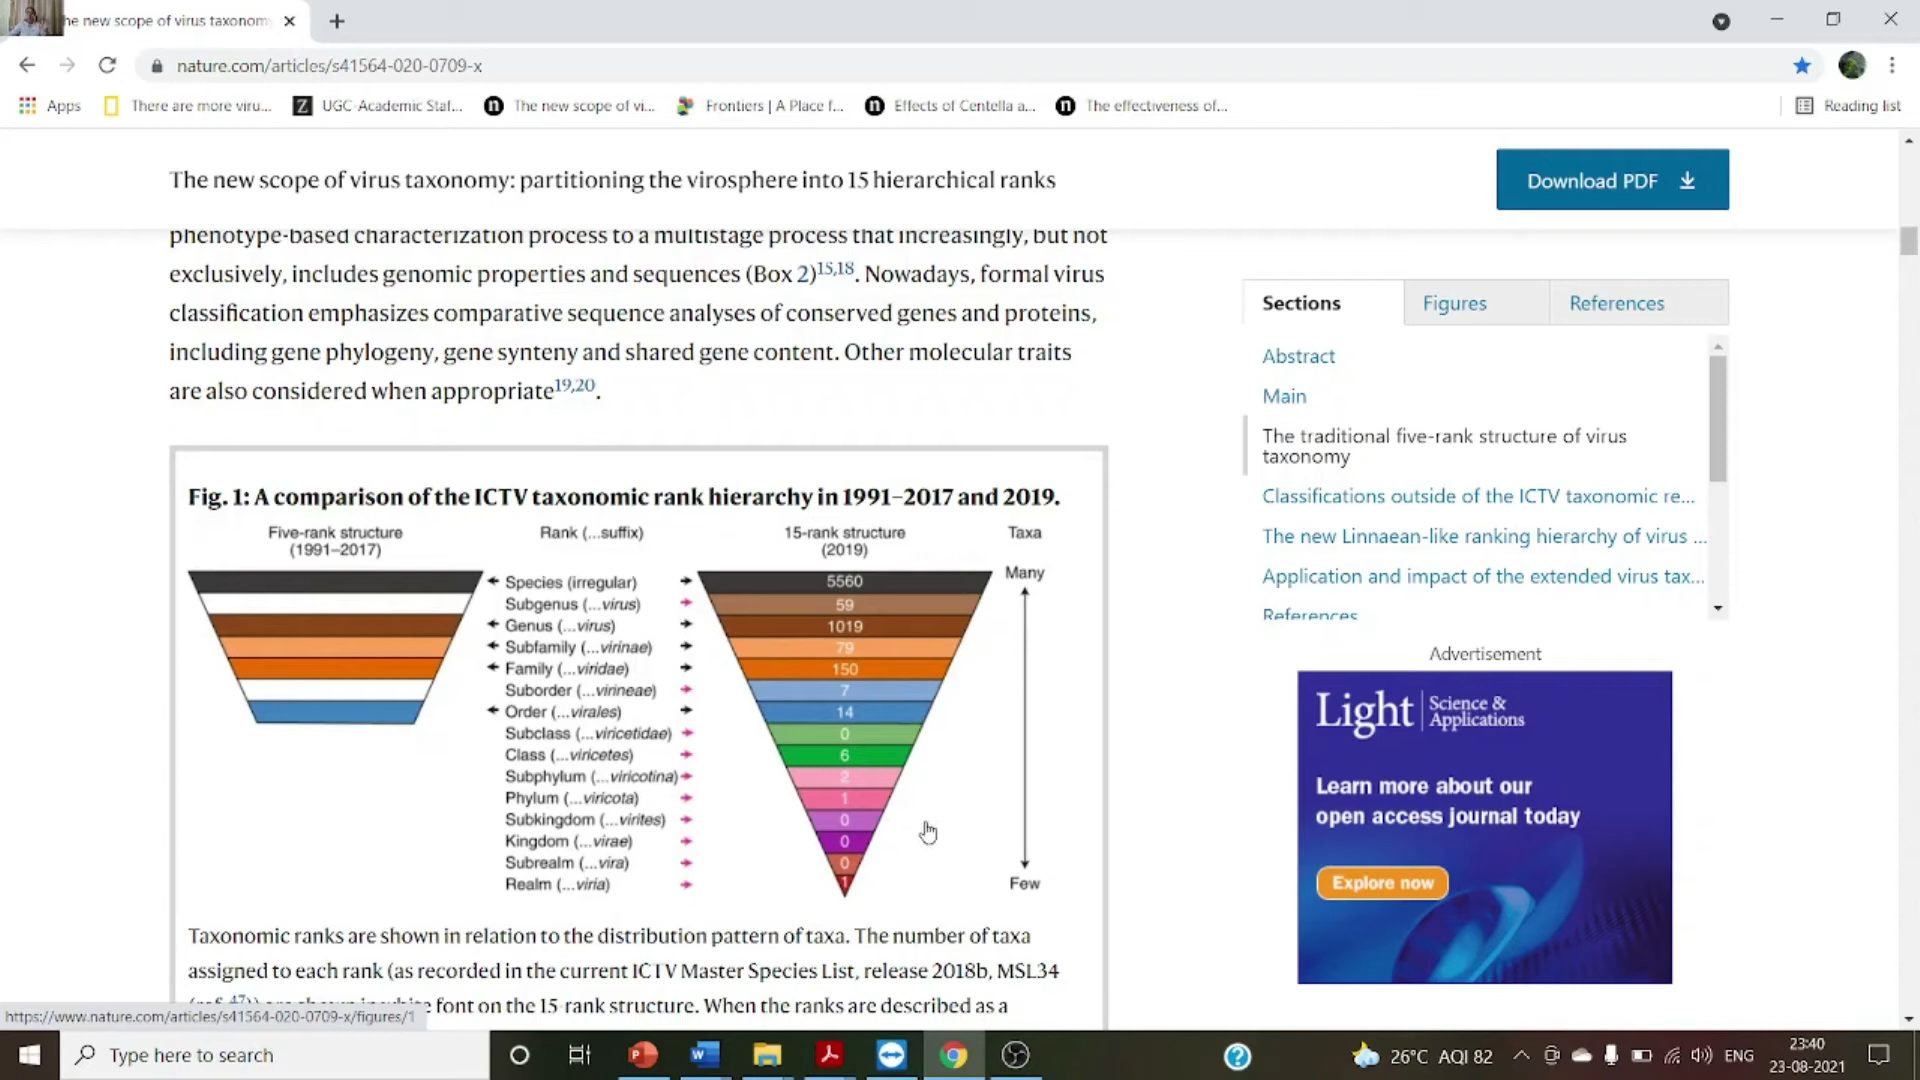 he new scope of virus taxonom
nature.com/articles/s41564-020-0709-x
Apps
There are more viru...
UGC-Academic Staf...
The new scope of vi...
Frontiers | A Place f...
Effects of Centella a...
The effectiveness of...
Reading list
The new scope of virus taxonomy: partitioning the virosphere into 15 hierarchical ranks
Download PDF
phenotype-based characterization process to a multistage process that increasingly, but not
exclusively, includes genomic properties and sequences (Box 2)15,18. Nowadays, formal virus
classification emphasizes comparative sequence analyses of conserved genes and proteins,
including gene phylogeny, gene synteny and shared gene content. Other molecular traits
are also considered when appropriate19,20.
Fig. 1: A comparison of the ICTV taxonomic rank hierarchy in 1991–2017 and 2019.
Five-rank structure
(1991–2017)
Rank (...suffix)
15-rank structure
(2019)
Taxa
Many
Species (irregular) 5560
Subgenus (...virus) 59
Genus (...virus) 1019
Subfamily (...virinae) 79
Family (...viridae) 150
Suborder (...virineae) 7
Order (...virales) 14
Subclass (...viricetidae) 0
Class (...viricetes) 6
Subphylum (...viricotina) 2
Phylum (...viricota) 1
Subkingdom (...virites) 0
Kingdom (...virae) 0
Subrealm (...vira) 0
Realm (...viria) 1
Few
Taxonomic ranks are shown in relation to the distribution pattern of taxa. The number of taxa
assigned to each rank (as recorded in the current ICTV Master Species List, release 2018b, MSL34
font on the 15-rank structure. When the ranks are described as a
https://www.nature.com/articles/s41564-020-0709-x/figures/1
Sections
Figures
References
Abstract
Main
The traditional five-rank structure of virus
taxonomy
Classifications outside of the ICTV taxonomic re...
The new Linnaean-like ranking hierarchy of virus ...
Application and impact of the extended virus tax...
References
Advertisement
Light
Science &
Applications
Learn more about our
open access journal today
Explore now
Type here to search
26°C AQI 82
ENG
23:40
23-08-2021